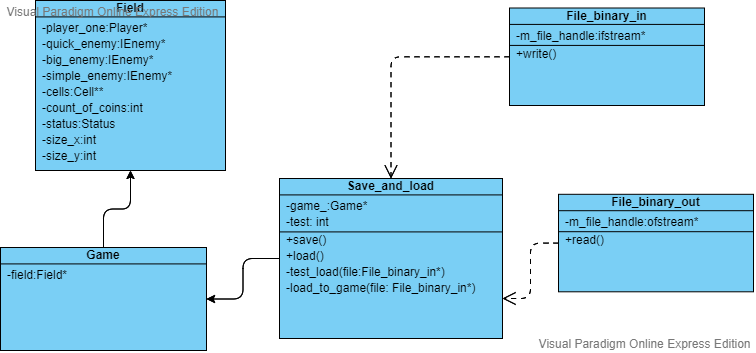 Visual Paradigm Online Express Edition
Field
-player_one:Player*
-quick_enemy:IEnemy*
-big_enemy:IEnemy*
-simple_enemy:IEnemy*
-cells:Cell**
-count_of_coins:int
-status:Status
-size_x:int
-size_y:int
File_binary_in
-m_file_handle:ifstream*
+write()
Save_and_load
-game_:Game*
-test: int
+save()
+load()
-test_load(file:File_binary_in*)
-load_to_game(file: File_binary_in*)
File_binary_out
-m_file_handle:ofstream*
+read()
Game
-field:Field*
Visual Paradigm Online Express Edition